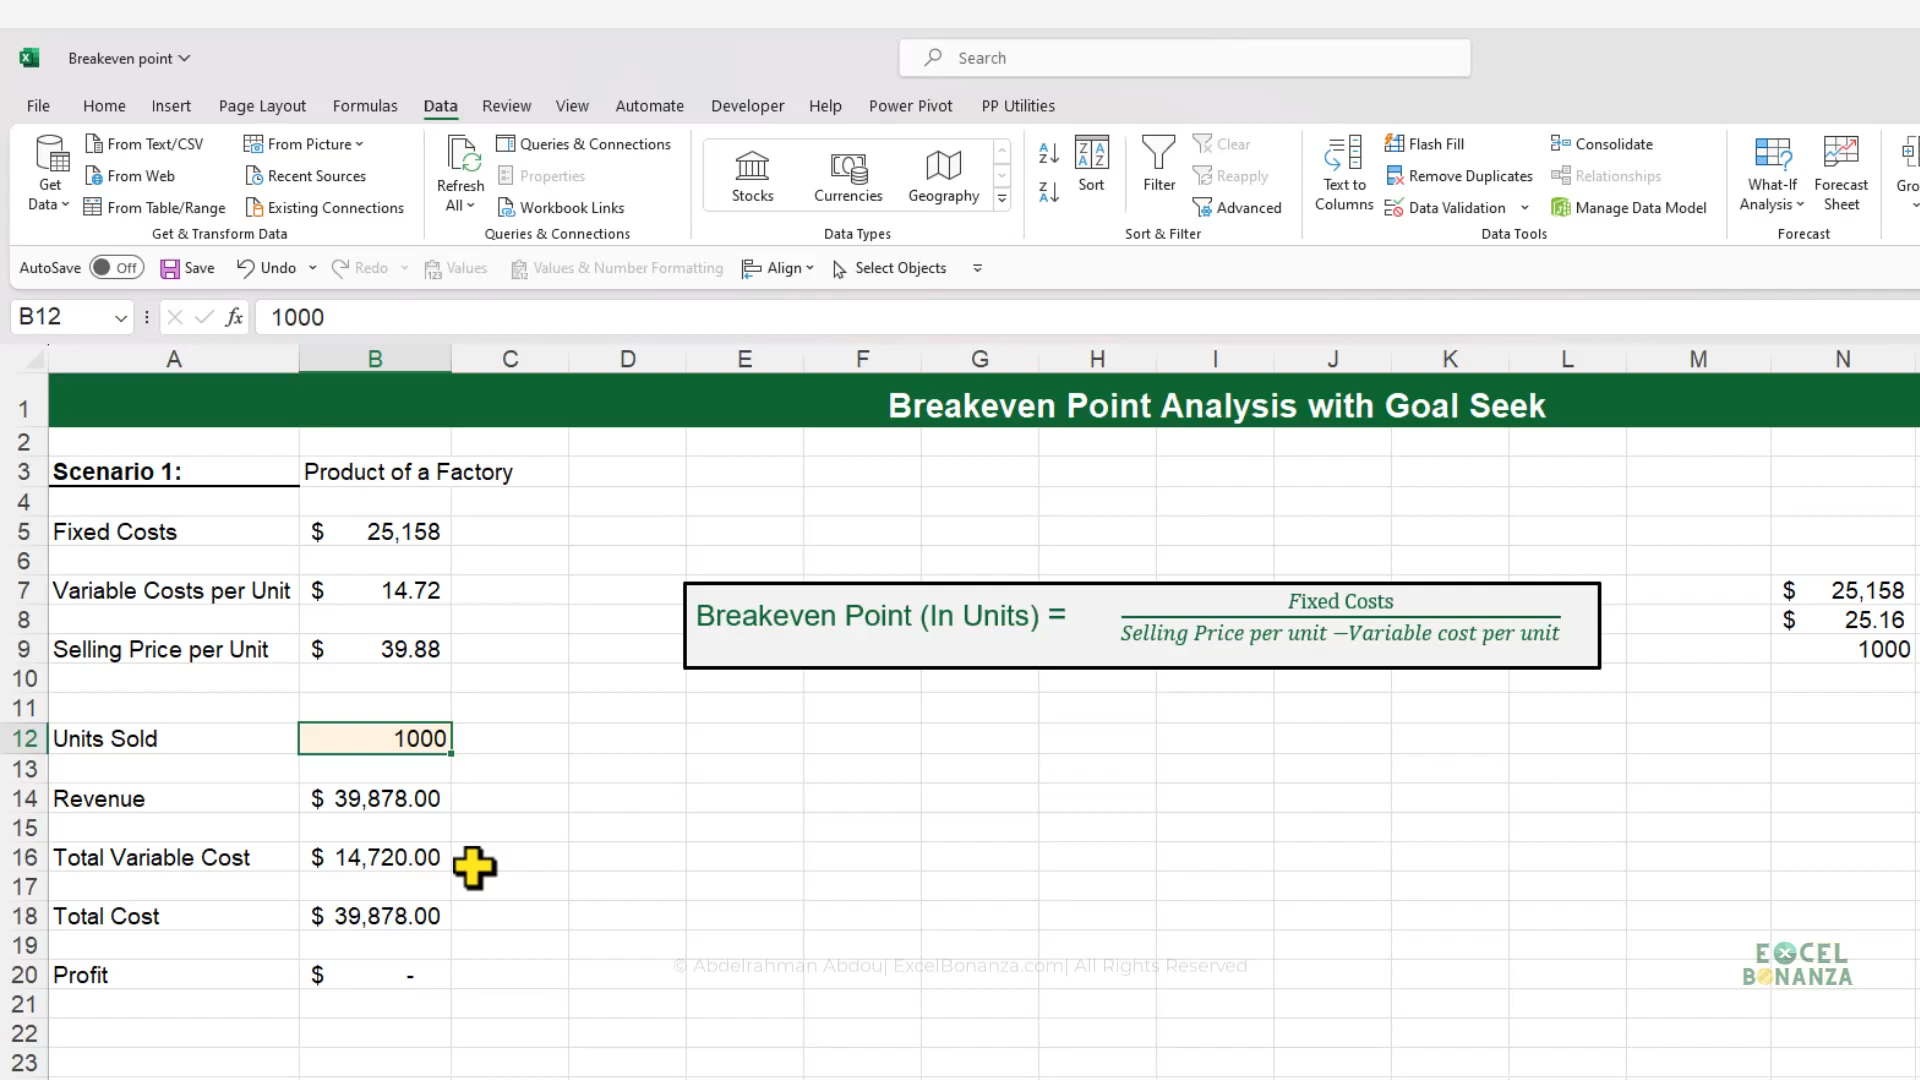 Breakeven point
Search
File Home Insert Page Layout Formulas Data Review View Automate Developer Help Power Pivot PP Utilities
Get Data
From Text/CSV
From Web
From Table/Range
From Picture
Recent Sources
Existing Connections
Get & Transform Data
Refresh All
Queries & Connections
Properties
Workbook Links
Queries & Connections
Stocks
Currencies
Geography
Data Types
Sort
Filter
Clear
Reapply
Advanced
Sort & Filter
Text to Columns
Flash Fill
Remove Duplicates
Data Validation
Consolidate
Relationships
Manage Data Model
Data Tools
What-If Analysis
Forecast Sheet
Forecast
AutoSave Off Save Undo Redo Values Values & Number Formatting Align Select Objects
B12 fx 1000
A B C D E F G H I J K L M N
1 Breakeven Point Analysis with Goal Seek
2
3 Scenario 1: Product of a Factory
4
5 Fixed Costs $ 25,158
6
7 Variable Costs per Unit $ 14.72 $ 25,158
8 $ 25.16
9 Selling Price per Unit $ 39.88 1000
Breakeven Point (In Units) =
Fixed Costs
Selling Price per unit −Variable cost per unit
10
11
12 Units Sold 1000
13
14 Revenue $ 39,878.00
15
16 Total Variable Cost $ 14,720.00
17
18 Total Cost $ 39,878.00
19
20 Profit $ -
21
22
23
© Abdelrahman Abdou| ExcelBonanza.com| All Rights Reserved
EXCEL
BONANZA